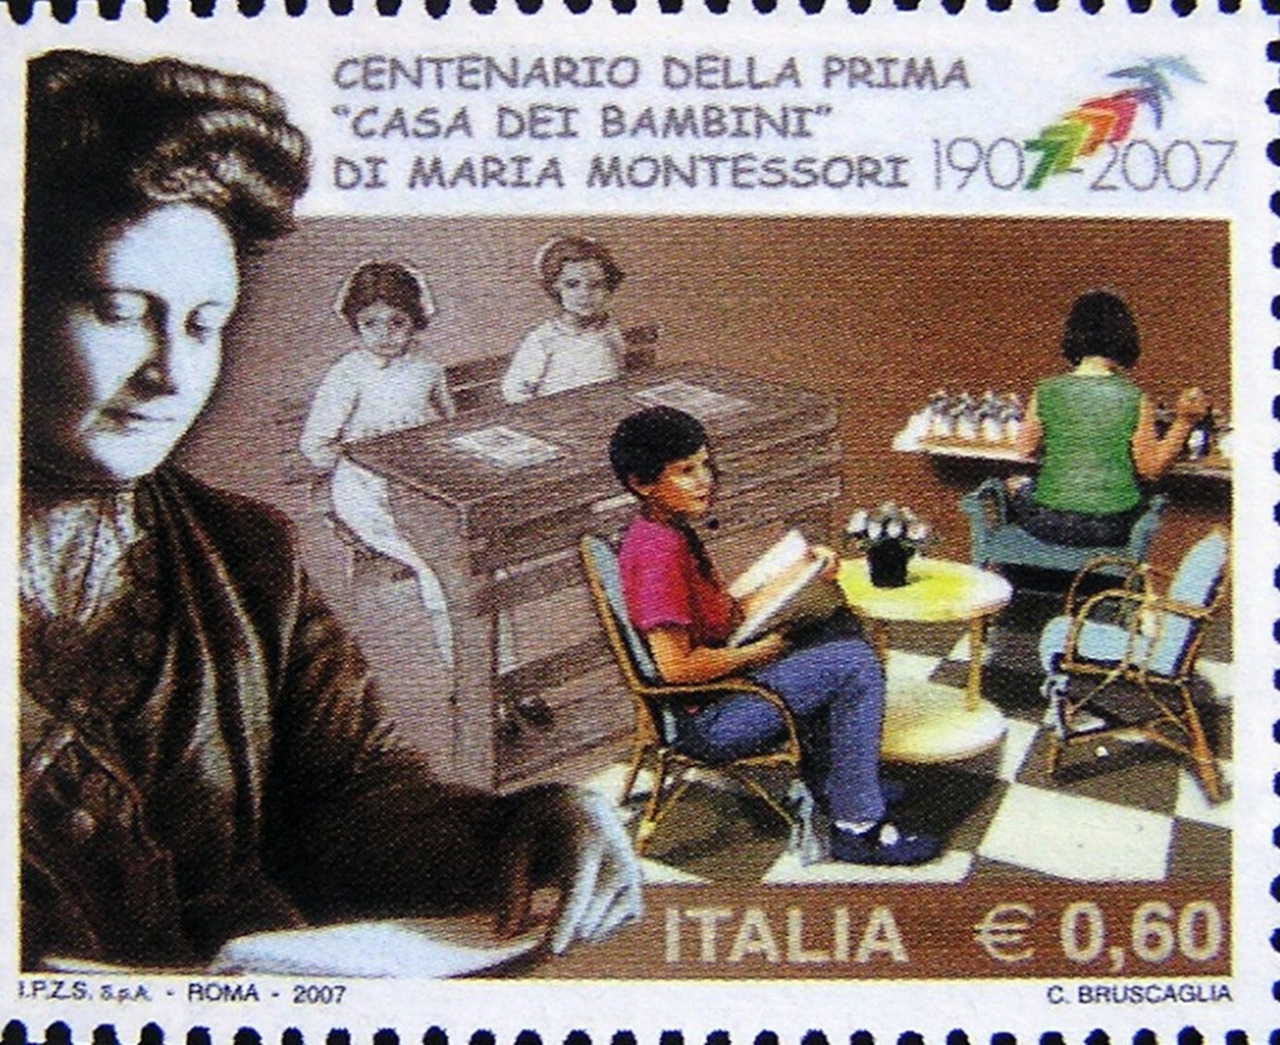 CENTENARIO DELLA PRIMA
“CASA DEI BAMBINI”
DI MARIA MONTESSORI
1907-2007
ITALIA € 0,60
I.P.Z.S. S.p.A. - ROMA - 2007
C. BRUSCAGLIA